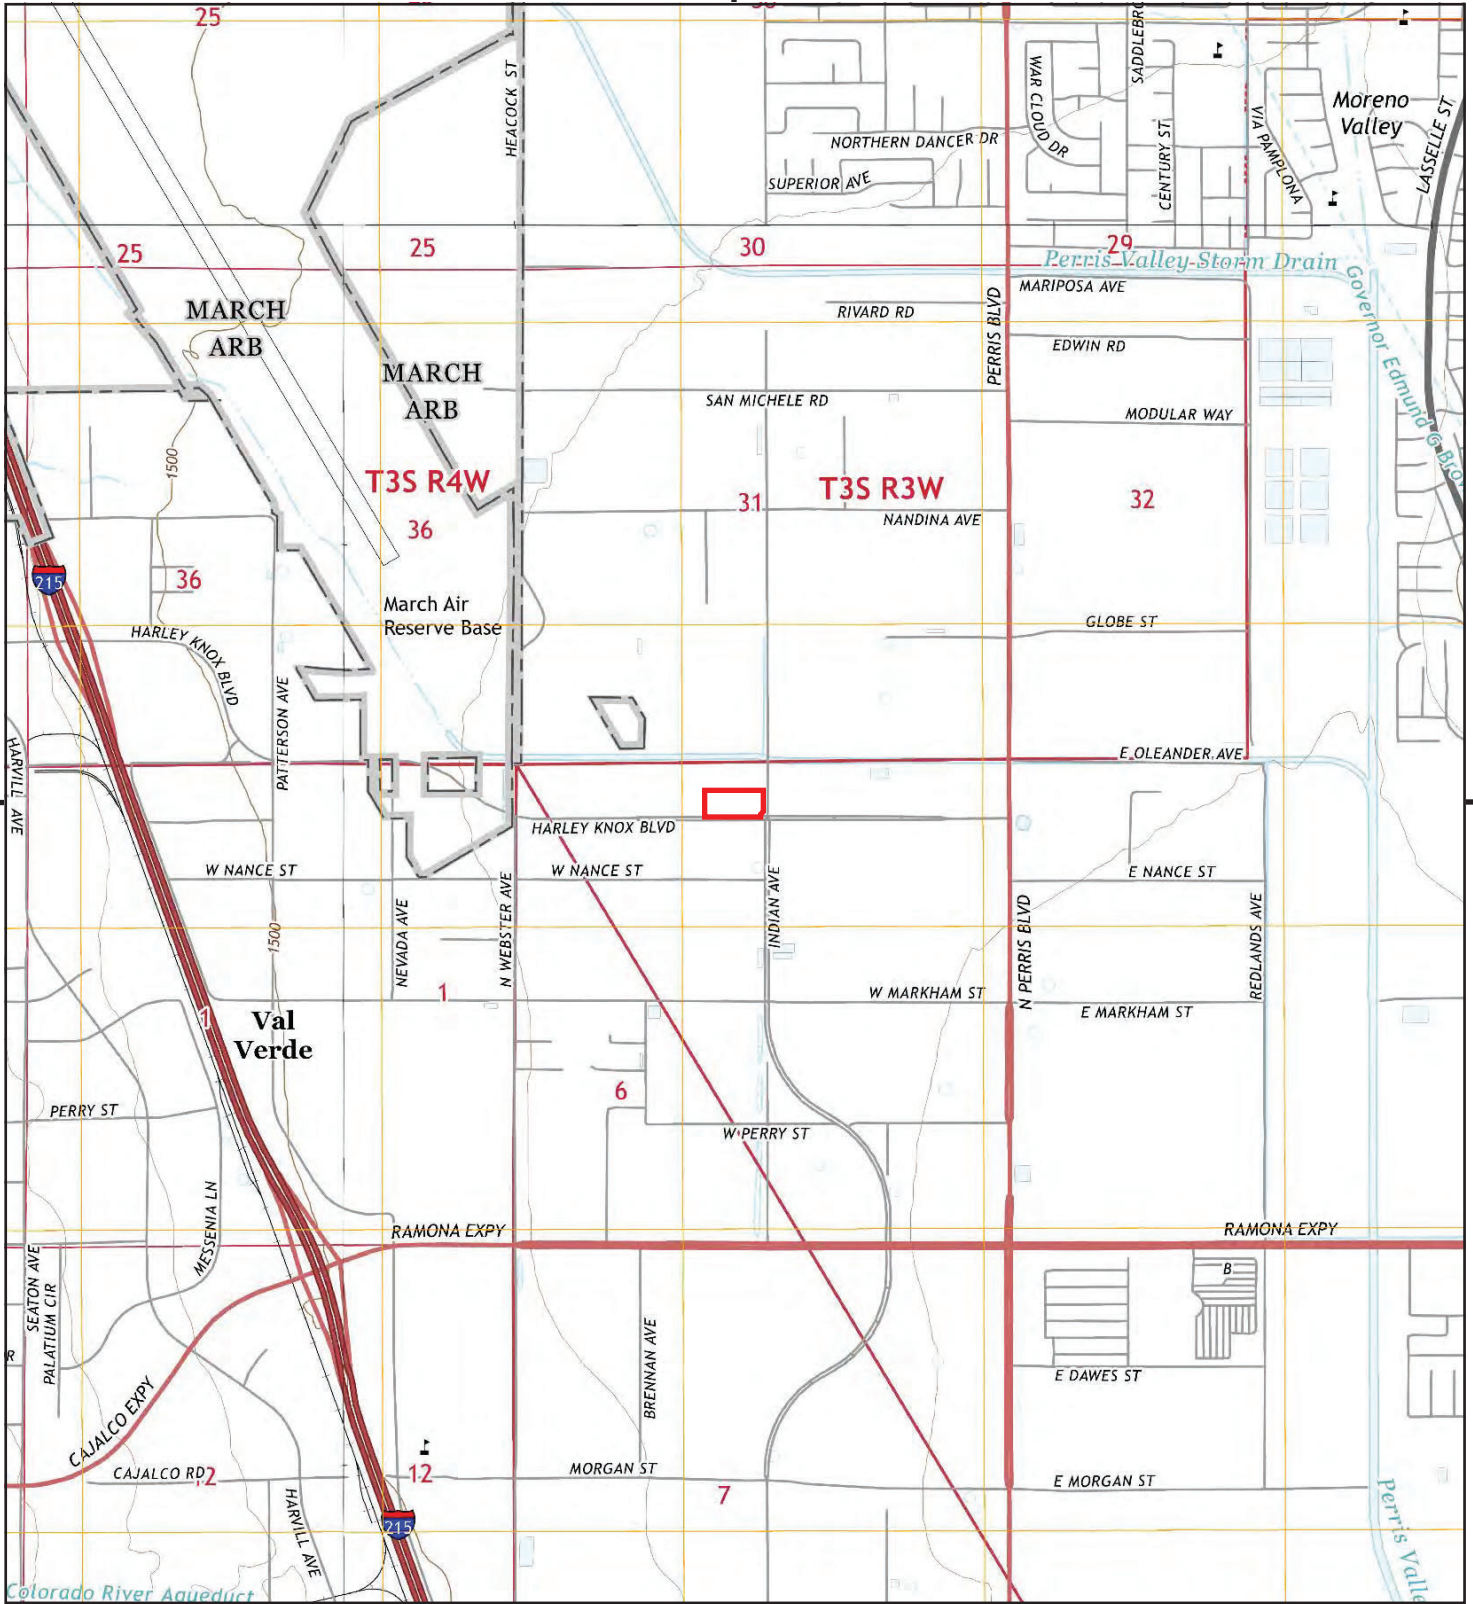 25
HEACOCK ST
SADDLEBRO
WAR CLOUD DR
CENTURY ST
VIA PAMPLONA
Moreno
Valley
LASSELLE ST
NORTHERN DANCER DR
SUPERIOR AVE
25
25
30
29
Perris Valley Storm Drain
MARCH
ARB
MARIPOSA AVE
RIVARD RD
PERRIS BLVD
EDWIN RD
Governor Edmund G Brow
MARCH
ARB
SAN MICHELE RD
MODULAR WAY
1500
T3S R4W
36
31
T3S R3W
32
NANDINA AVE
215
36
March Air
Reserve Base
HARLEY KNOX BLVD
GLOBE ST
PATTERSON AVE
HARVILL AVE
E OLEANDER AVE
HARLEY KNOX BLVD
W NANCE ST
W NANCE ST
E NANCE ST
NEVADA AVE
N WEBSTER AVE
INDIAN AVE
N PERRIS BLVD
REDLANDS AVE
1500
1
W MARKHAM ST
E MARKHAM ST
1
Val
Verde
6
PERRY ST
W PERRY ST
MESSENIA LN
RAMONA EXPY
RAMONA EXPY
SEATON AVE
PALATIUM CIR
B
R
BRENNAN AVE
E DAWES ST
CAJALCO EXPY
CAJALCO RD
12
12
MORGAN ST
7
E MORGAN ST
HARVILL AVE
215
Perris Valle
Colorado River Aqueduct